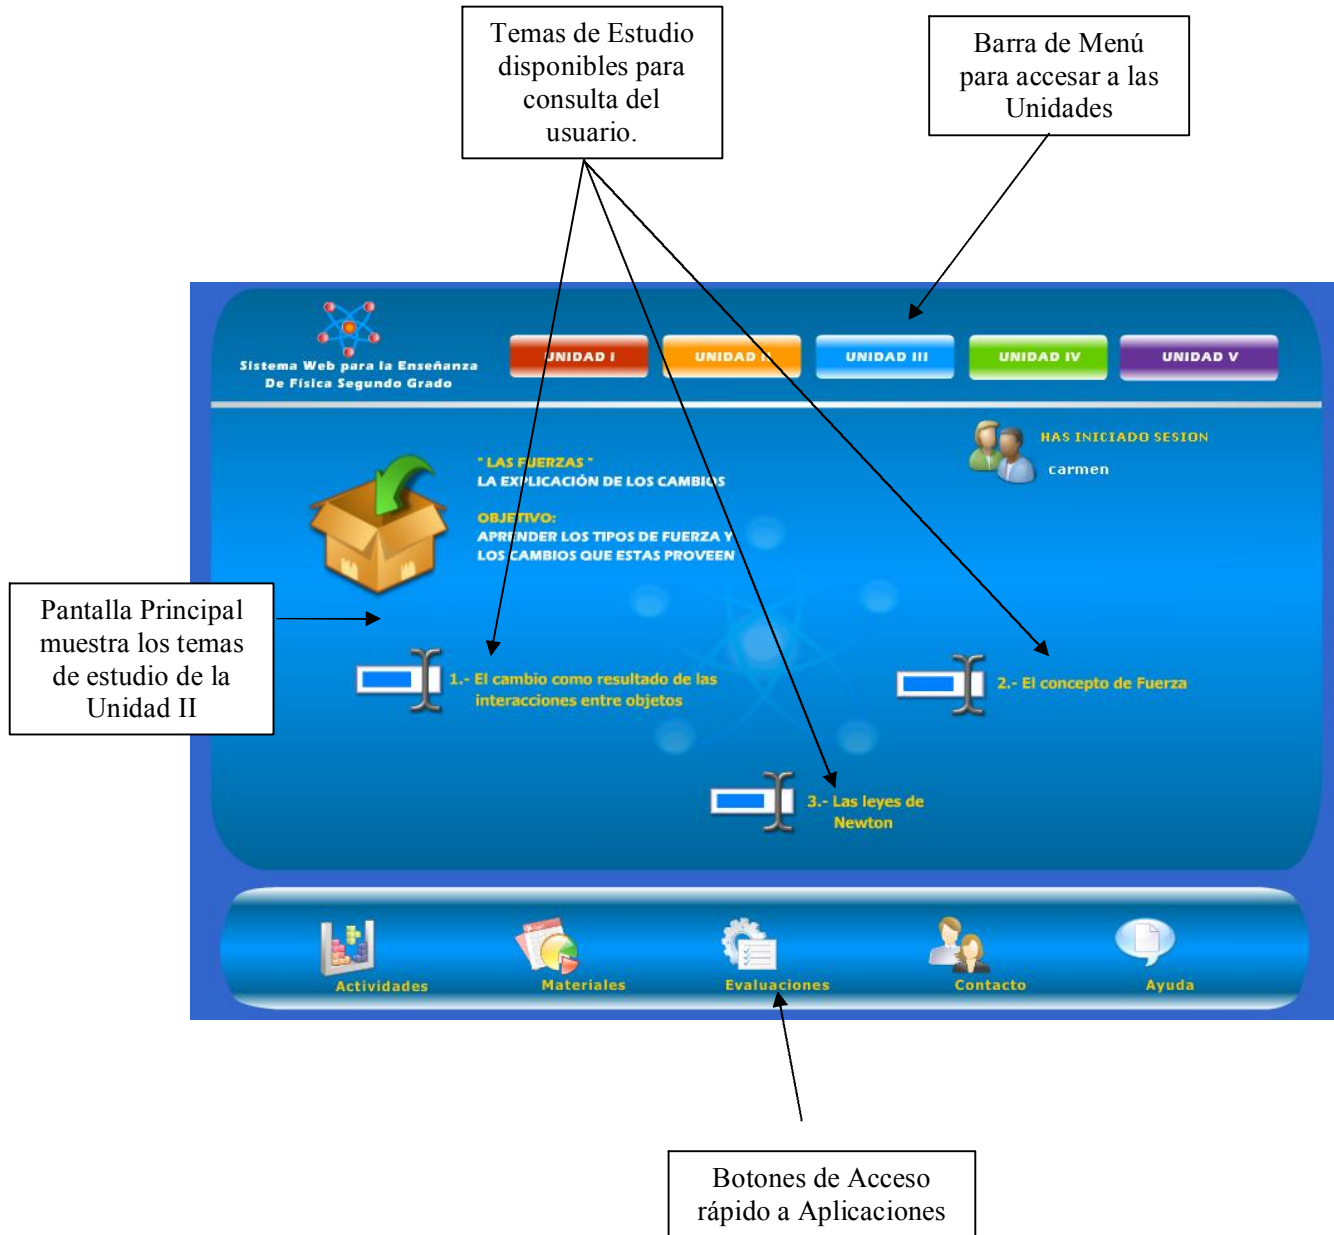 Temas de Estudio
disponibles para
consulta del
usuario.
Barra de Menú
para accesar a las
Unidades
Sistema Web para la Enseñanza
De Física Segundo Grado
UNIDAD I
UNIDAD II
UNIDAD III
UNIDAD IV
UNIDAD V
HAS INICIADO SESION
carmen
" LAS FUERZAS "
LA EXPLICACIÓN DE LOS CAMBIOS
OBJETIVO:
APRENDER LOS TIPOS DE FUERZA Y
LOS CAMBIOS QUE ESTAS PROVEEN
Pantalla Principal
muestra los temas
de estudio de la
Unidad II
1.- El cambio como resultado de las
interacciones entre objetos
2.- El concepto de Fuerza
3.- Las leyes de
Newton
Actividades
Materiales
Evaluaciones
Contacto
Ayuda
Botones de Acceso
rápido a Aplicaciones